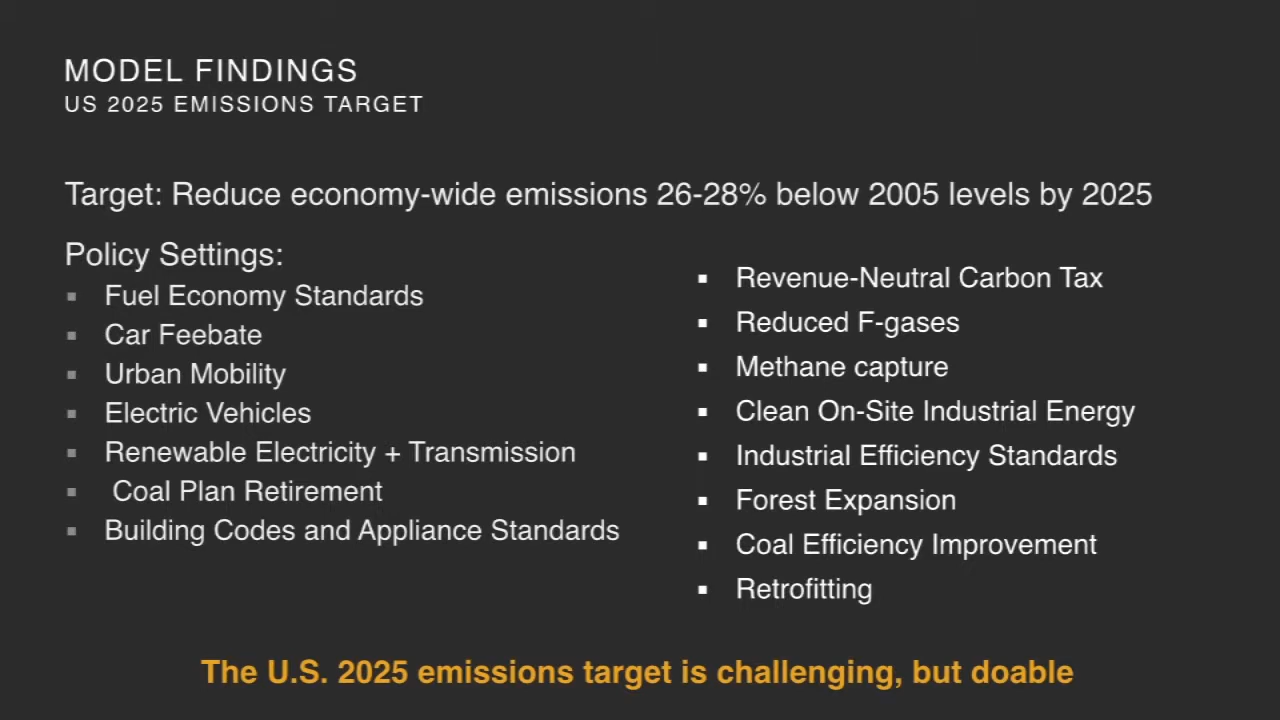 MODEL FINDINGS
US 2025 EMISSIONS TARGET
Target: Reduce economy-wide emissions 26-28% below 2005 levels by 2025
Policy Settings:
▪ Fuel Economy Standards
▪ Car Feebate
▪ Urban Mobility
▪ Electric Vehicles
▪ Renewable Electricity + Transmission
▪ Coal Plan Retirement
▪ Building Codes and Appliance Standards
▪ Revenue-Neutral Carbon Tax
▪ Reduced F-gases
▪ Methane capture
▪ Clean On-Site Industrial Energy
▪ Industrial Efficiency Standards
▪ Forest Expansion
▪ Coal Efficiency Improvement
▪ Retrofitting
The U.S. 2025 emissions target is challenging, but doable